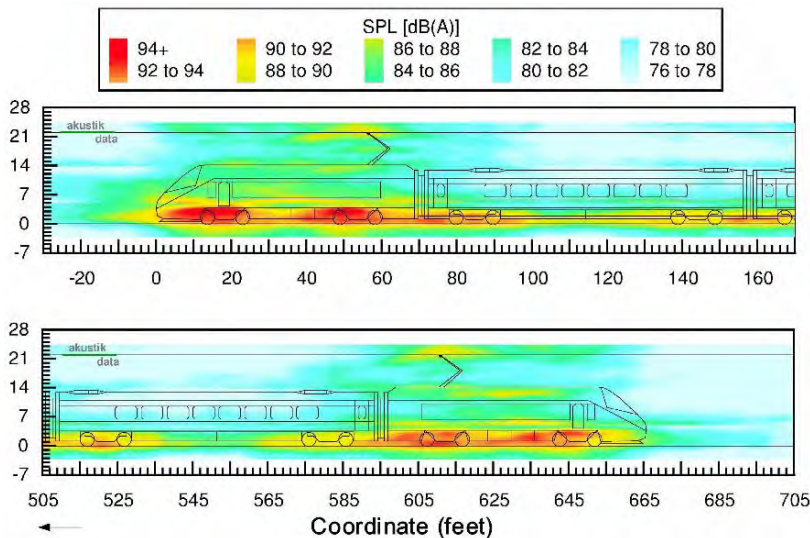 SPL [dB(A)]
94+ 90 to 92 86 to 88 82 to 84 78 to 80
92 to 94 88 to 90 84 to 86 80 to 82 76 to 78
28
akustik
21
data
14
7
0
-7
-20 0 20 40 60 80 100 120 140 160
28
akustik
21
data
14
7
0
-7
505 525 545 565 585 605 625 645 665 685 705
Coordinate (feet)